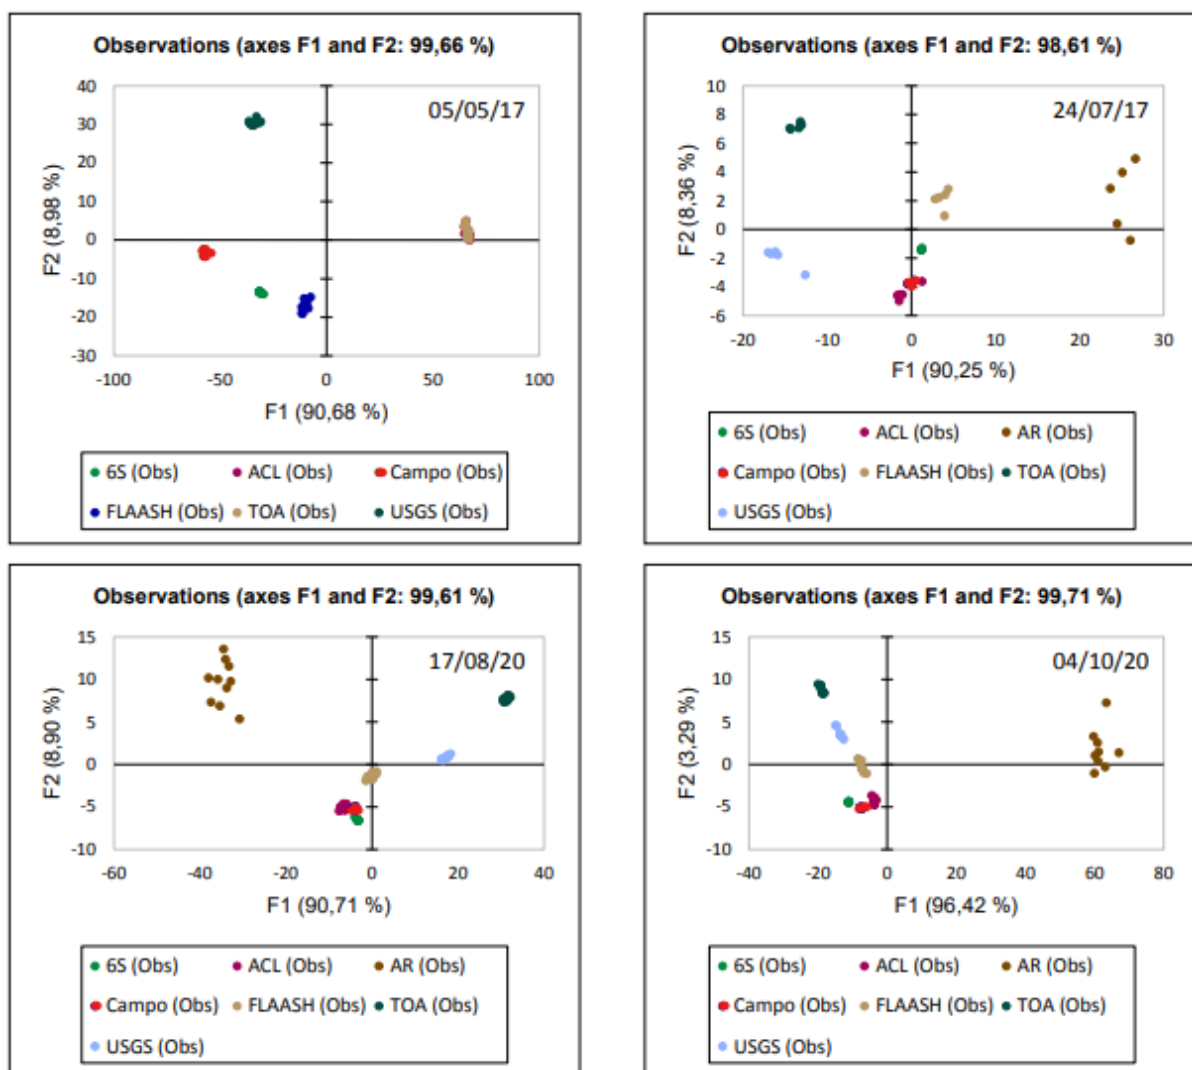 Observations (axes F1 and F2: 99,66 %)
05/05/17
40
30
20
10
0
-10
-20
-30
F2 (8,98 %)
-100 -50 0 50 100
F1 (90,68 %)
6S (Obs) ACL (Obs) Campo (Obs)
FLAASH (Obs) TOA (Obs) USGS (Obs)
Observations (axes F1 and F2: 98,61 %)
24/07/17
10
8
6
4
2
0
-2
-4
-6
F2 (8,36 %)
-20 -10 0 10 20 30
F1 (90,25 %)
6S (Obs) ACL (Obs) AR (Obs)
Campo (Obs) FLAASH (Obs) TOA (Obs)
USGS (Obs)
Observations (axes F1 and F2: 99,61 %)
17/08/20
15
10
5
0
-5
-10
F2 (8,90 %)
-60 -40 -20 0 20 40
F1 (90,71 %)
6S (Obs) ACL (Obs) AR (Obs)
Campo (Obs) FLAASH (Obs) TOA (Obs)
USGS (Obs)
Observations (axes F1 and F2: 99,71 %)
04/10/20
15
10
5
0
-5
-10
F2 (3,29 %)
-40 -20 0 20 40 60 80
F1 (96,42 %)
6S (Obs) ACL (Obs) AR (Obs)
Campo (Obs) FLAASH (Obs) TOA (Obs)
USGS (Obs)